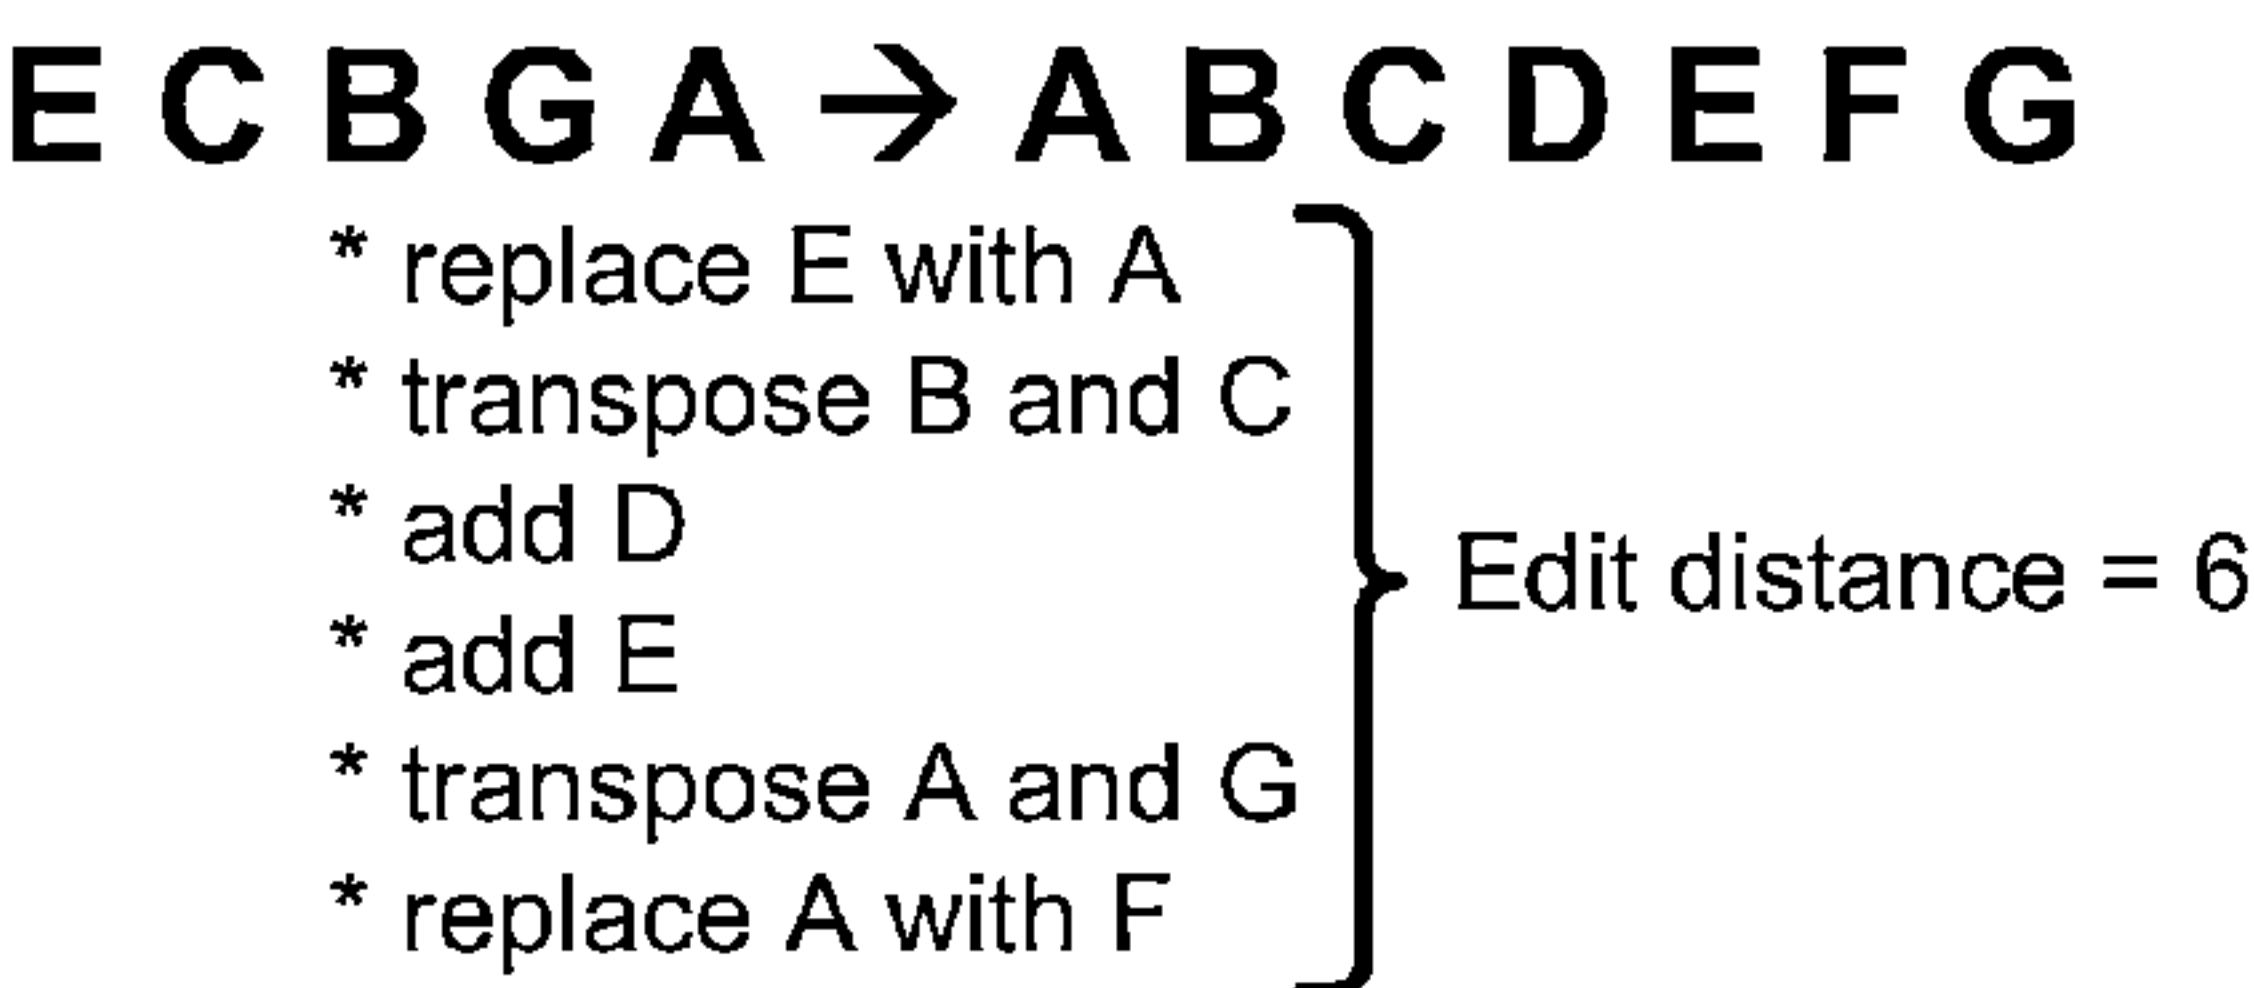 E C B G A → A B C D E F G
* replace E with A
* transpose B and C
* add D
* add E
* transpose A and G
* replace A with F
Edit distance = 6